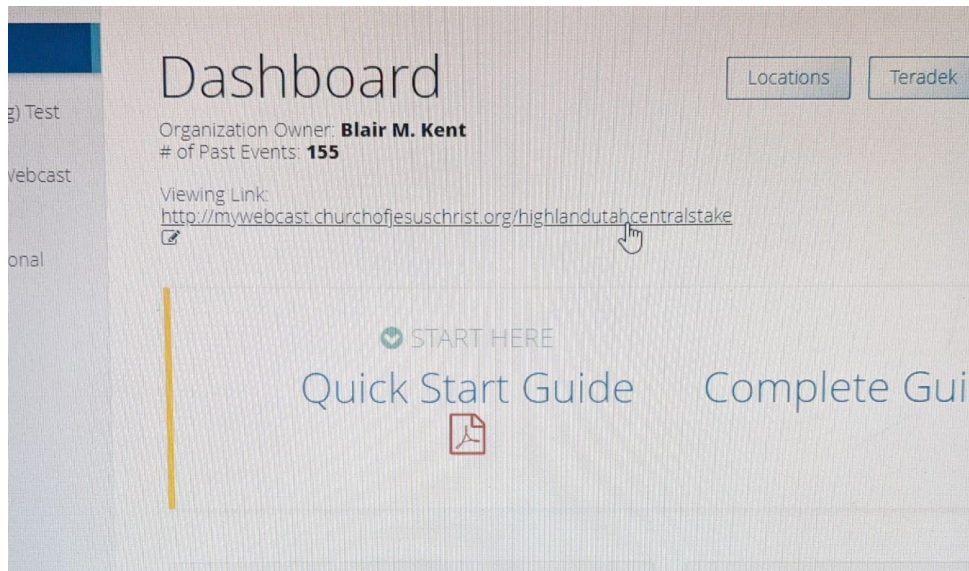 Dashboard
Locations
Teradek
Organization Owner: Blair M. Kent
# of Past Events: 155
Viewing Link:
http://mywebcast.churchofjesuschrist.org/highlandutahcentralstake
g) Test
Webcast
onal
START HERE
Quick Start Guide
Complete Gui